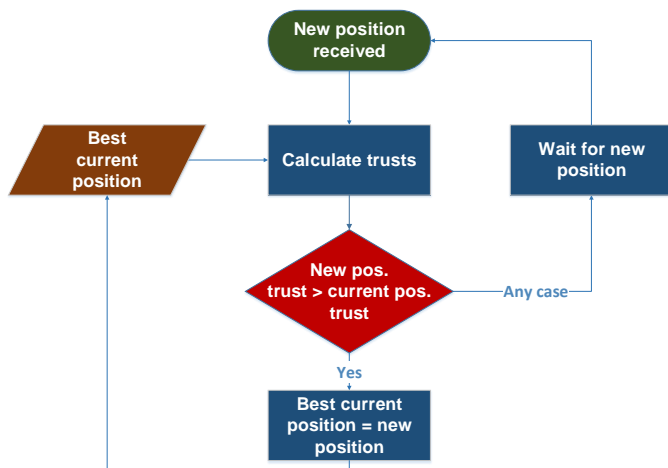 New position
received
Best
current
position
Calculate trusts
Wait for new
position
New pos.
trust > current pos.
trust
Any case
Yes
Best current
position = new
position